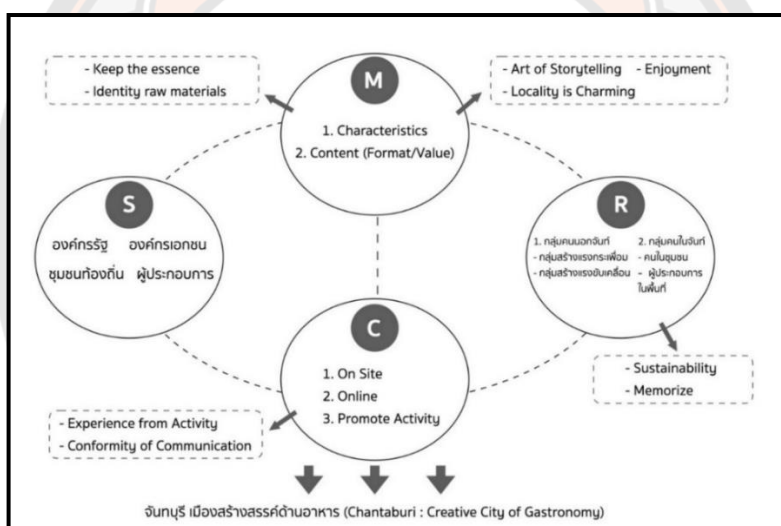 - Keep the essence
- Identity raw materials
M
1. Characteristics
2. Content (Format/Value)
- Art of Storytelling - Enjoyment
- Locality is Charming
S
องค์กรรัฐ องค์กรเอกชน
ชุมชนท้องถิ่น ผู้ประกอบการ
R
1. กลุ่มคนนอกจันท์
- กลุ่มสร้างแรงกระเพื่อม
- กลุ่มสร้างแรงขับเคลื่อน
2. กลุ่มคนในจันท์
- คนในชุมชน
- ผู้ประกอบการ
ในพื้นที่
C
1. On Site
2. Online
3. Promote Activity
- Sustainability
- Memorize
- Experience from Activity
- Conformity of Communication
จันทบุรี เมืองสร้างสรรค์ด้านอาหาร (Chantaburi : Creative City of Gastronomy)